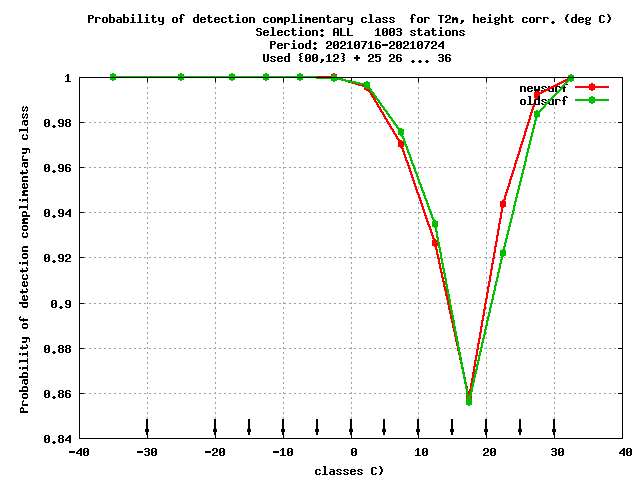 Probability of detection complimentary class  for T2m, height corr. (deg C)
Selection: ALL   1003 stations
Period: 20210716-20210724
Used {00,12} + 25 26 ... 36
Probability of detection complimentary class
1
0.98
0.96
0.94
0.92
0.9
0.88
0.86
0.84
newsurf
oldsurf
-40 -30 -20 -10 0 10 20 30 40
classes C)